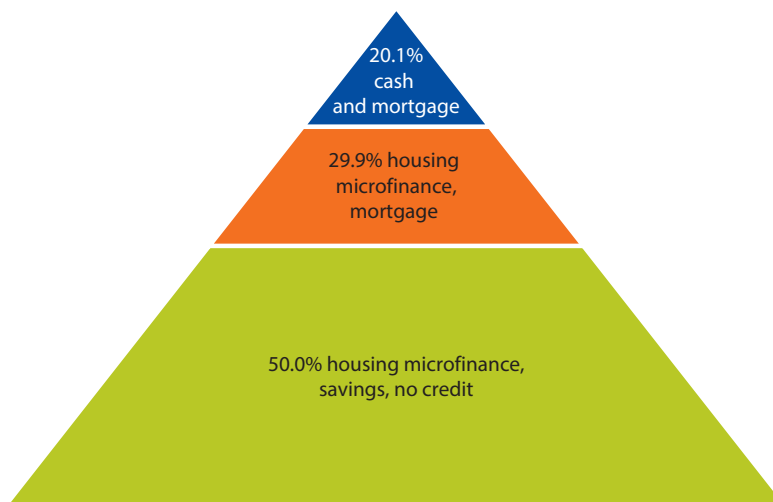 20.1%
cash
and mortgage
29.9% housing
microfinance,
mortgage
50.0% housing microfinance,
savings, no credit